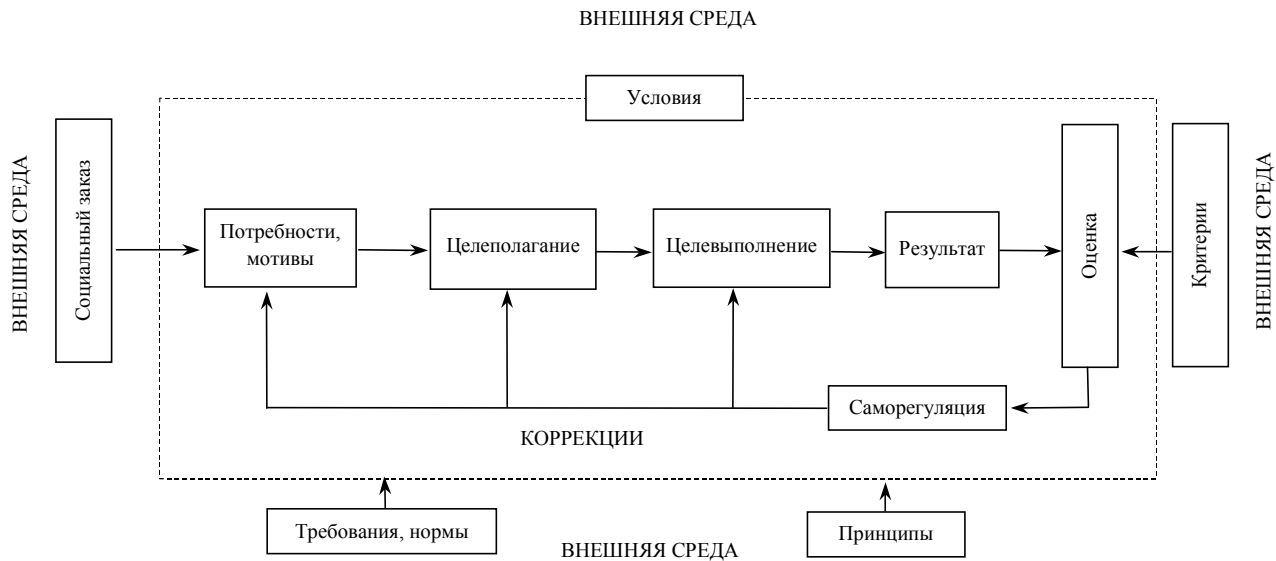 ВНЕШНЯЯ СРЕДА
Условия
ВНЕШНЯЯ СРЕДА
Социальный заказ
Потребности,
мотивы
Целеполагание
Целевыполнение
Результат
Оценка
Критерии
ВНЕШНЯЯ СРЕДА
Саморегуляция
КОРРЕКЦИИ
Требования, нормы
Принципы
ВНЕШНЯЯ СРЕДА